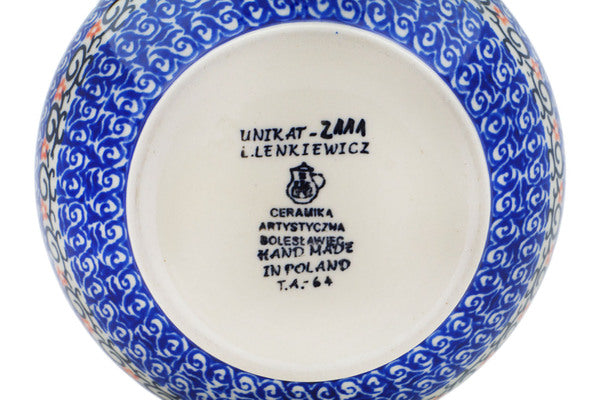 UNIKAT-ZAAA
L.LENKIEWICZ
CERAMIKA
ARTYSTYCZNA
BOLESŁAWIEC
HAND MADE
IN POLAND
T.A.-64